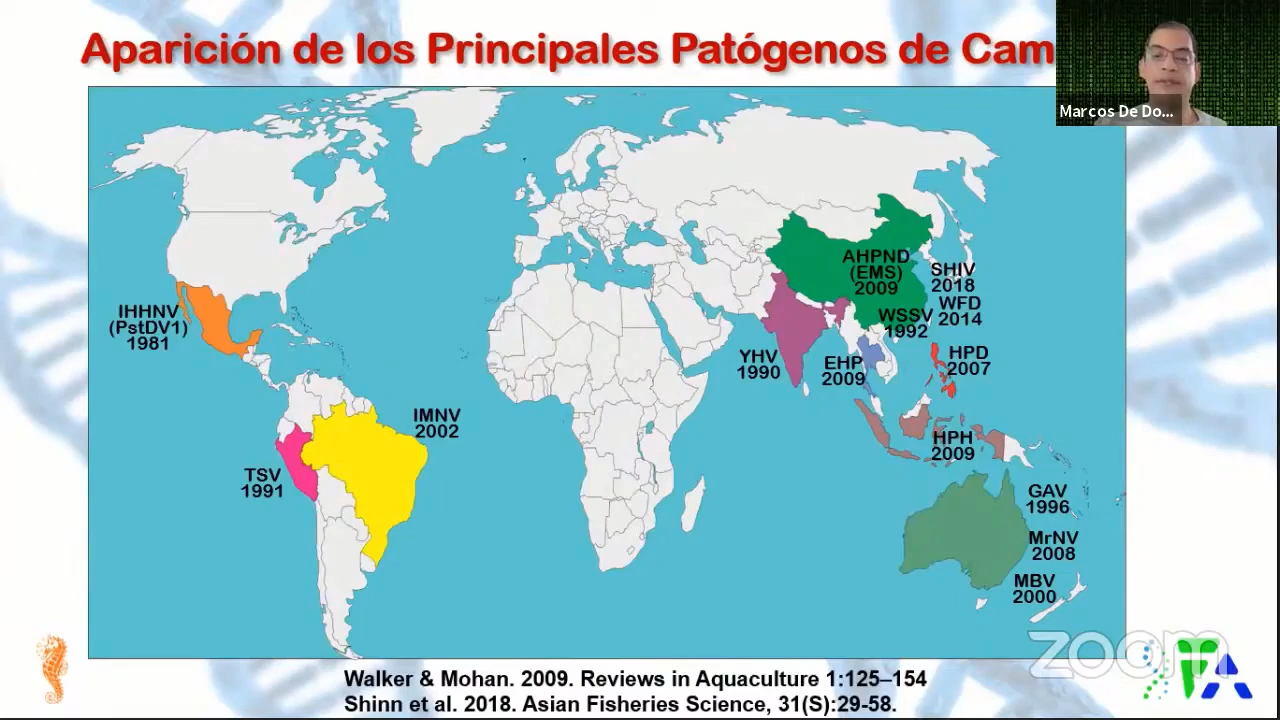 Aparición de los Principales Patógenos de Cam
Marcos De Do...
AHPND
(EMS)
2009
SHIV
2018
WFD
2014
WSSV
1992
IHHNV
(PstDV1)
1981
YHV
1990
EHP
2009
HPD
2007
IMNV
2002
HPH
2009
TSV
1991
GAV
1996
MrNV
2008
MBV
2000
zoom
Walker & Mohan. 2009. Reviews in Aquaculture 1:125–154
Shinn et al. 2018. Asian Fisheries Science, 31(S):29-58.